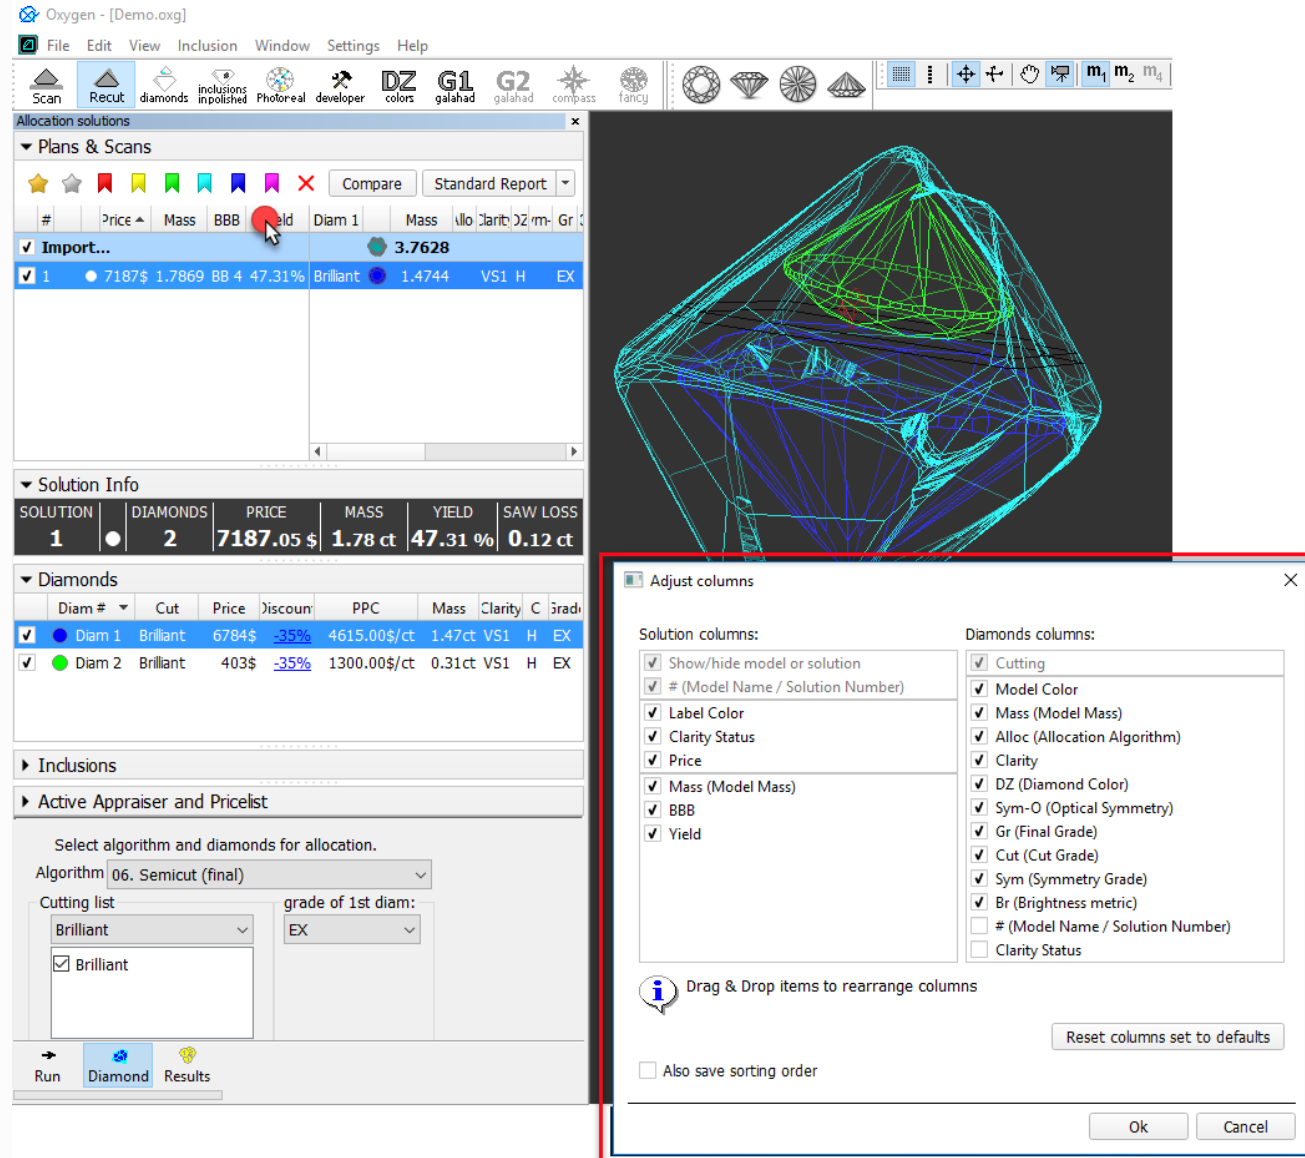 Oxygen - [Demo.oxg]
File Edit View Inclusion Window Settings Help
Scan Recut diamonds inclusions inpolished Photoreal developer DZ colors G1 galahad G2 galahad compass fancy m1 m2 m4
Allocation solutions
Plans & Scans
Compare Standard Report
# Price Mass BBB Diam 1 Mass Gr
Import... 3.7628
1 7187$ 1.7869 BB 4 47.31% Brilliant 1.4744 VS1 H EX
Solution Info
SOLUTION DIAMONDS PRICE MASS YIELD SAW LOSS
1 2 7187.05 $ 1.78 ct 47.31 % 0.12 ct
Diamonds
Diam # Cut Price Discoun PPC Mass Clarity C Grad
Diam 1 Brilliant 6784$ -35% 4615.00$/ct 1.47ct VS1 H EX
Diam 2 Brilliant 403$ -35% 1300.00$/ct 0.31ct VS1 H EX
Inclusions
Active Appraiser and Pricelist
Select algorithm and diamonds for allocation.
Algorithm 06. Semicut (final)
Cutting list grade of 1st diam:
Brilliant EX
Brilliant
Run Diamond Results
Adjust columns
Solution columns:
Show/hide model or solution
# (Model Name / Solution Number)
Label Color
Clarity Status
Price
Mass (Model Mass)
BBB
Yield
Diamonds columns:
Cutting
Model Color
Mass (Model Mass)
Alloc (Allocation Algorithm)
Clarity
DZ (Diamond Color)
Sym-O (Optical Symmetry)
Gr (Final Grade)
Cut (Cut Grade)
Sym (Symmetry Grade)
Br (Brightness metric)
# (Model Name / Solution Number)
Clarity Status
Drag & Drop items to rearrange columns
Reset columns set to defaults
Also save sorting order
Ok Cancel